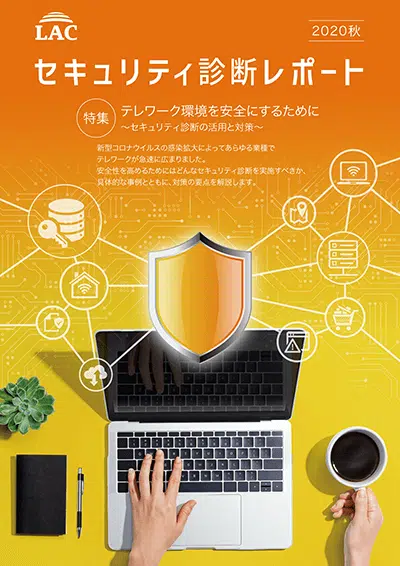 LAC
2020秋
セキュリティ診断レポート
特集
テレワーク環境を安全にするために
～セキュリティ診断の活用と対策～
新型コロナウイルスの感染拡大によってあらゆる業種で
テレワークが急速に広まりました。
安全性を高めるためにはどんなセキュリティ診断を実施すべきか、
具体的な事例とともに、対策の要点を解説します。